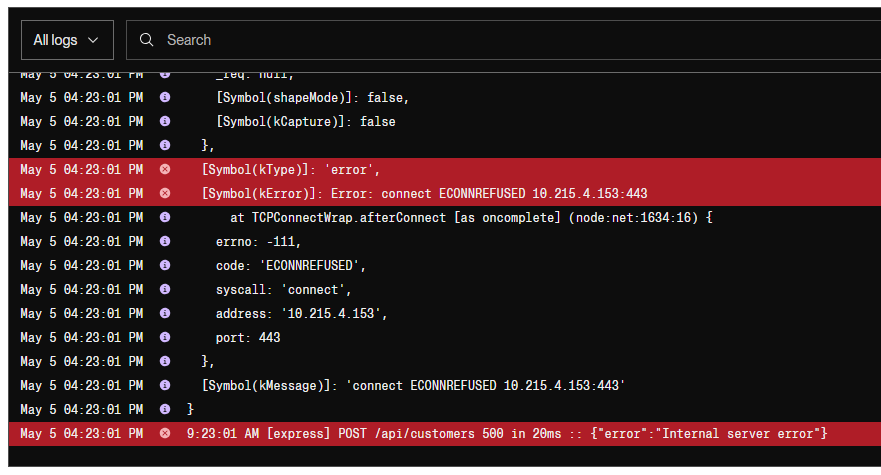 All logs
Search
May 5 04:23:01 PM _req: null,
May 5 04:23:01 PM [Symbol(shapeMode)]: false,
May 5 04:23:01 PM [Symbol(kCapture)]: false
May 5 04:23:01 PM },
May 5 04:23:01 PM [Symbol(kType)]: 'error',
May 5 04:23:01 PM [Symbol(kError)]: Error: connect ECONNREFUSED 10.215.4.153:443
May 5 04:23:01 PM at TCPConnectWrap.afterConnect [as oncomplete] (node:net:1634:16) {
May 5 04:23:01 PM errno: -111,
May 5 04:23:01 PM code: 'ECONNREFUSED',
May 5 04:23:01 PM syscall: 'connect',
May 5 04:23:01 PM address: '10.215.4.153',
May 5 04:23:01 PM port: 443
May 5 04:23:01 PM },
May 5 04:23:01 PM [Symbol(kMessage)]: 'connect ECONNREFUSED 10.215.4.153:443'
May 5 04:23:01 PM }
May 5 04:23:01 PM 9:23:01 AM [express] POST /api/customers 500 in 20ms :: {"error":"Internal server error"}